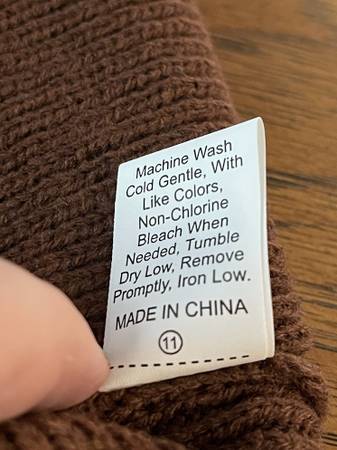 Machine Wash
Cold Gentle, With
Like Colors,
Non-Chlorine
Bleach When
Needed, Tumble
Dry Low, Remove
Promptly, Iron Low.
MADE IN CHINA
11